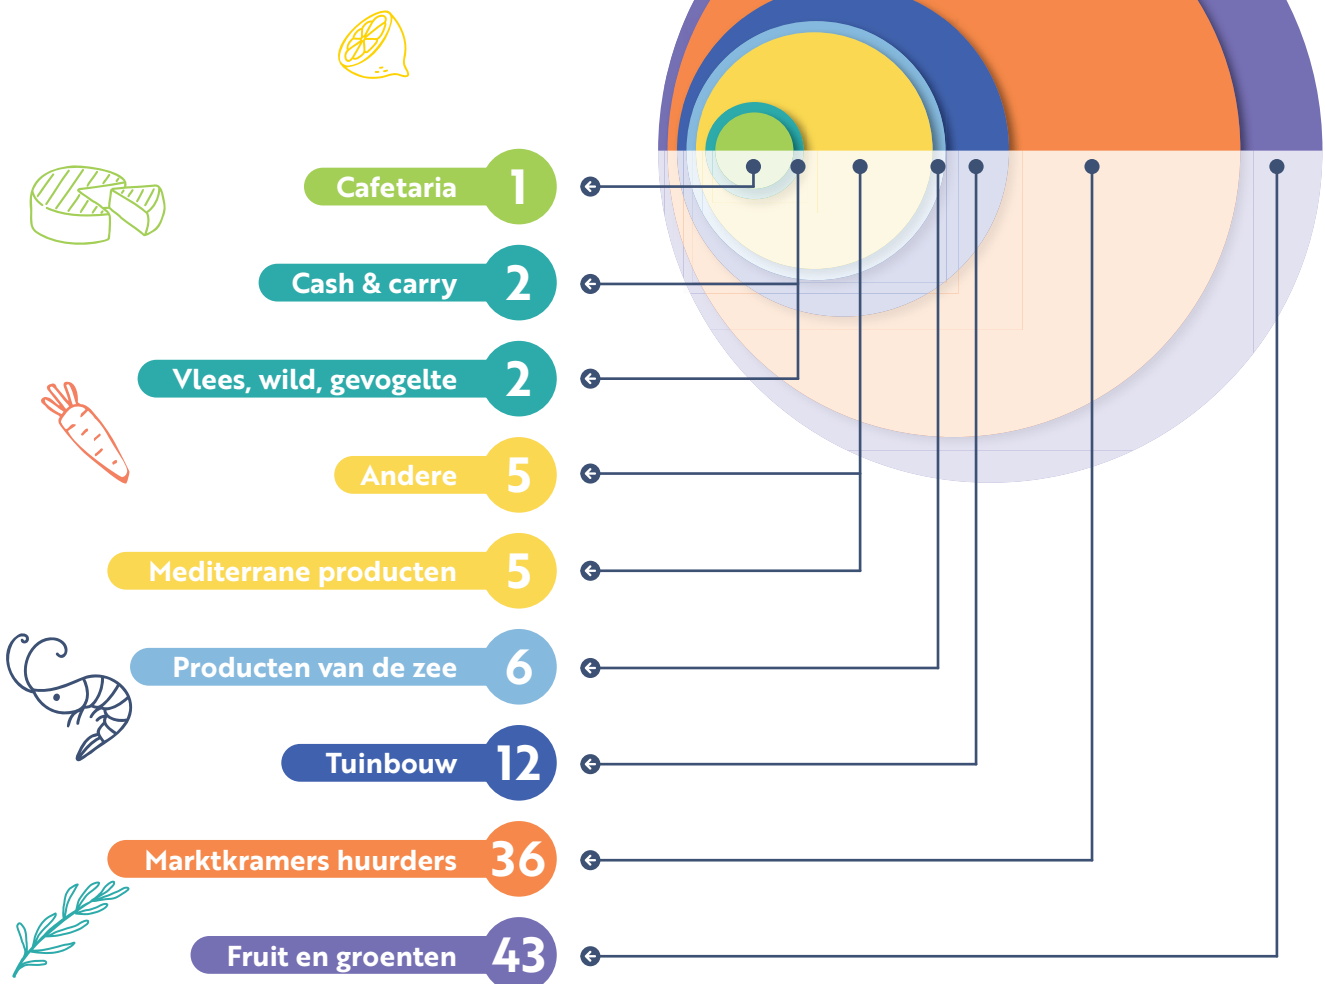 Cafetaria 1
Cash & carry 2
Vlees, wild, gevogelte 2
Andere 5
Mediterrane producten 5
Producten van de zee 6
Tuinbouw 12
Marktkramers huurders 36
Fruit en groenten 43